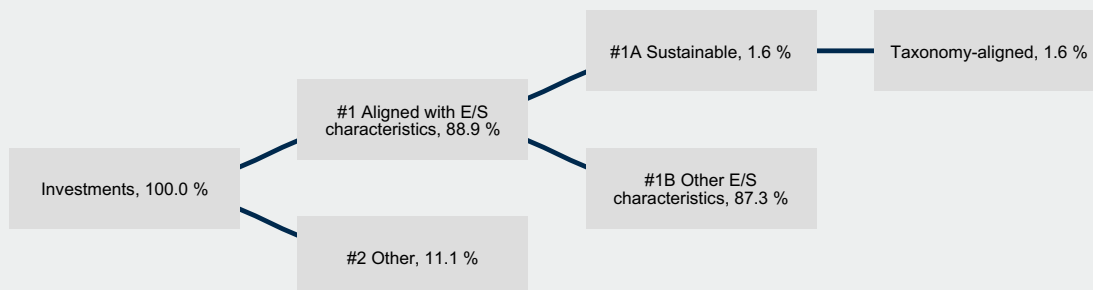 Investments, 100.0 %
#1 Aligned with E/S
characteristics, 88.9 %
#2 Other, 11.1 %
#1A Sustainable, 1.6 %
#1B Other E/S
characteristics, 87.3 %
Taxonomy-aligned, 1.6 %